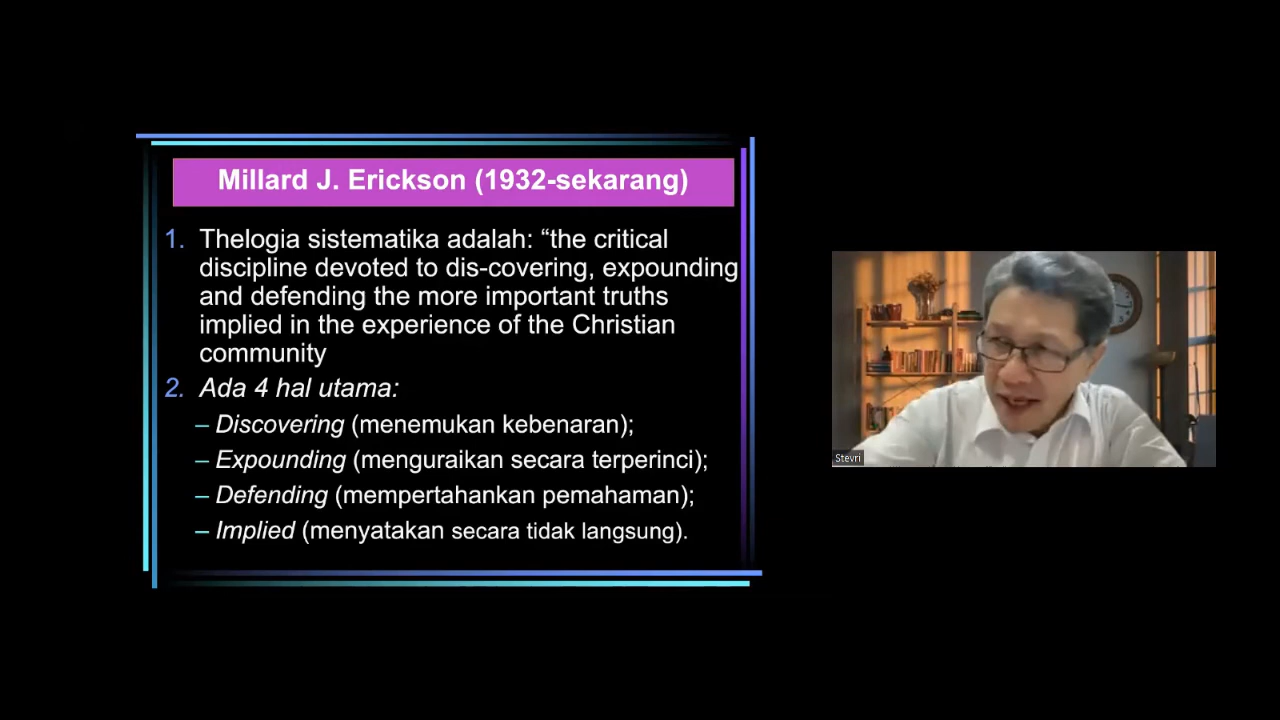 Millard J. Erickson (1932-sekarang)
1. Thelogia sistematika adalah: “the critical
discipline devoted to dis-covering, expounding
and defending the more important truths
implied in the experience of the Christian
community
2. Ada 4 hal utama:
– Discovering (menemukan kebenaran);
– Expounding (menguraikan secara terperinci);
– Defending (mempertahankan pemahaman);
– Implied (menyatakan secara tidak langsung).
Stevri